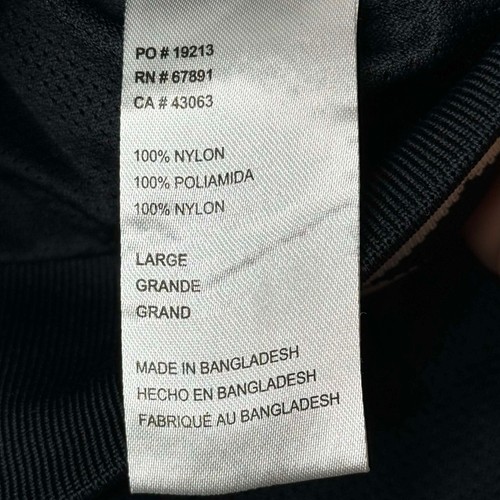 PO # 19213
RN # 67891
CA # 43063
100% NYLON
100% POLIAMIDA
100% NYLON
LARGE
GRANDE
GRAND
MADE IN BANGLADESH
HECHO EN BANGLADESH
FABRIQUÉ AU BANGLADESH